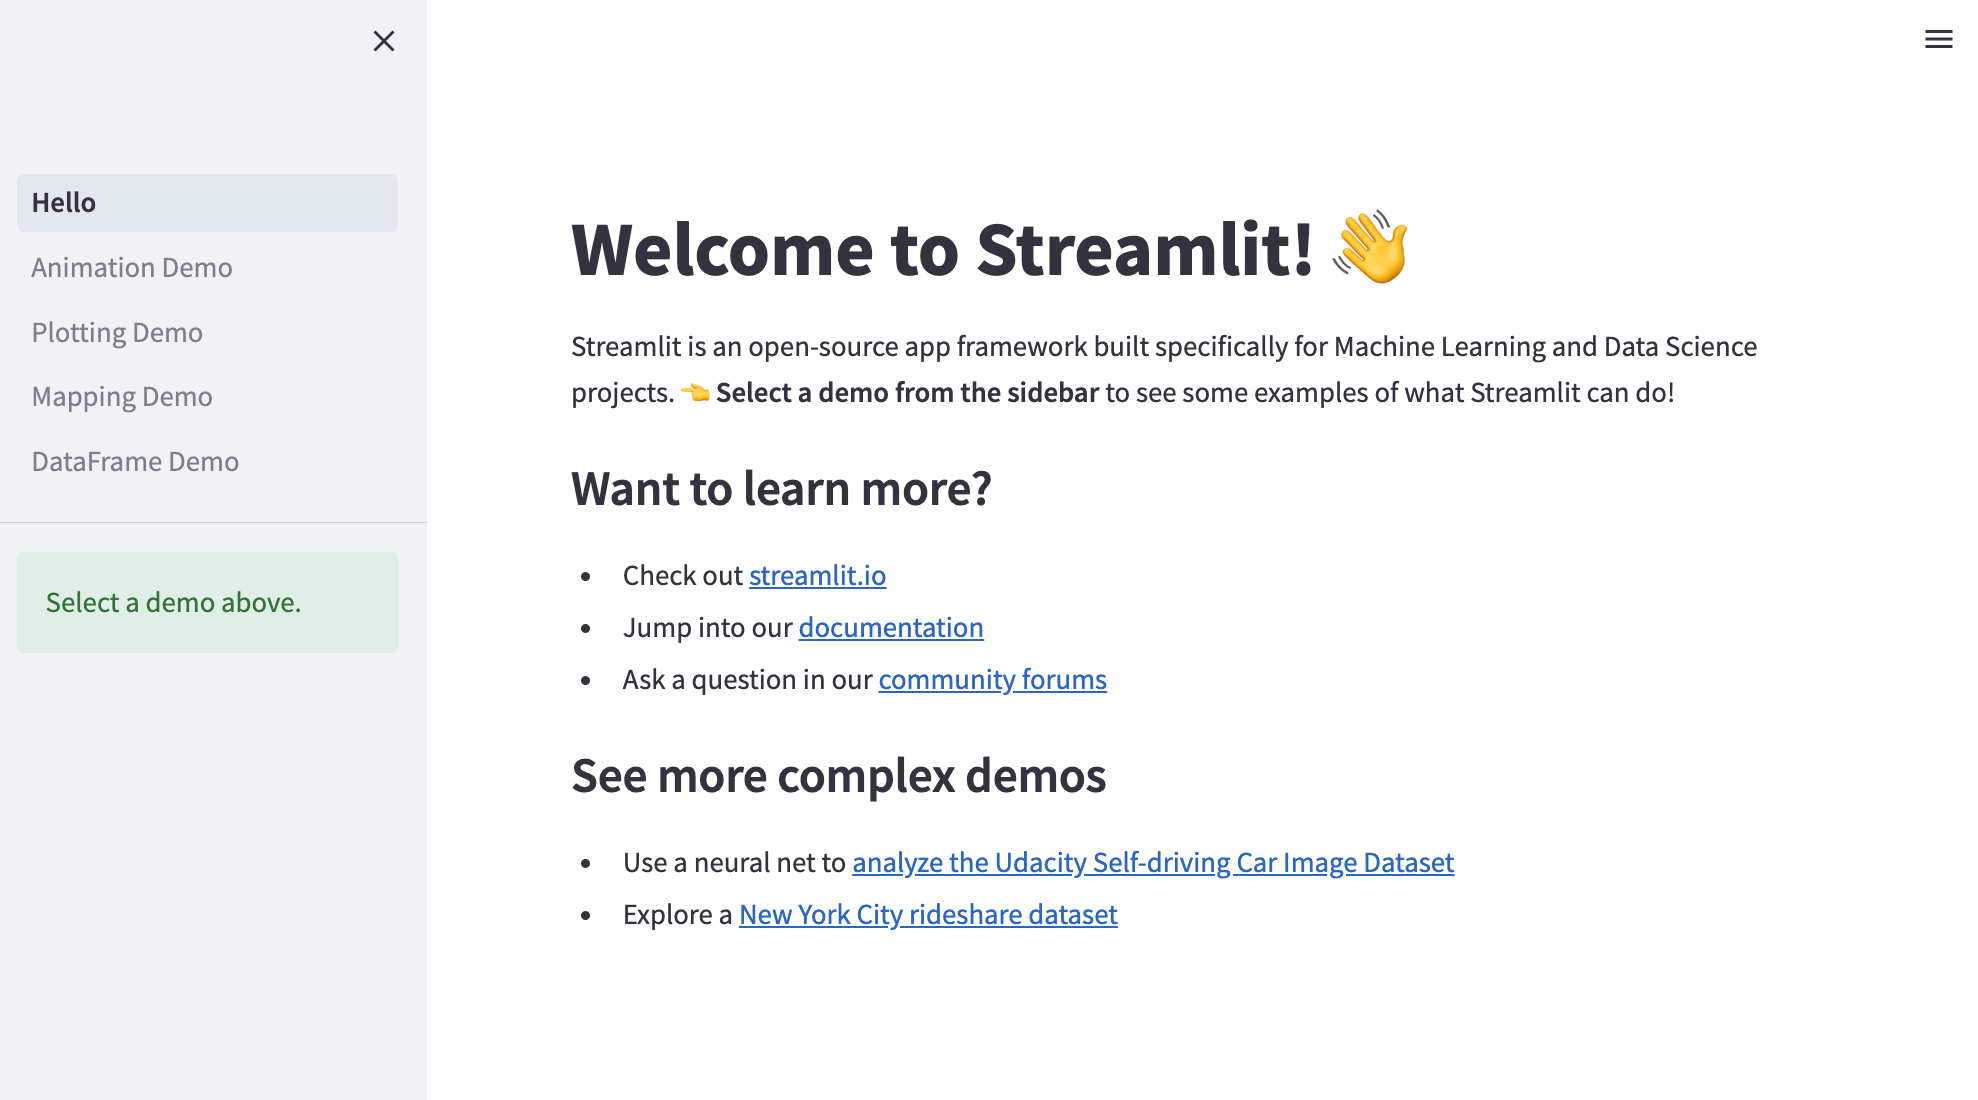 Hello
Animation Demo
Plotting Demo
Mapping Demo
DataFrame Demo
Select a demo above.
Welcome to Streamlit! 👋
Streamlit is an open-source app framework built specifically for Machine Learning and Data Science
projects. 👈 Select a demo from the sidebar to see some examples of what Streamlit can do!
Want to learn more?
• Check out streamlit.io
• Jump into our documentation
• Ask a question in our community forums
See more complex demos
• Use a neural net to analyze the Udacity Self-driving Car Image Dataset
• Explore a New York City rideshare dataset